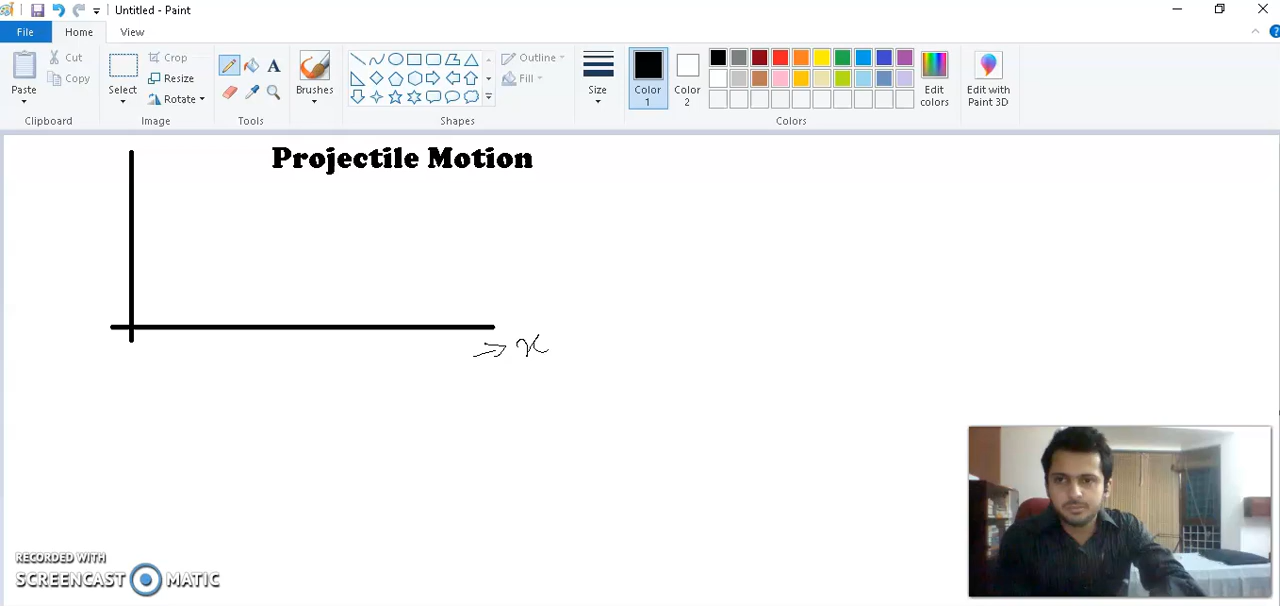 Untitled - Paint
File Home View
Paste
Cut
Copy
Clipboard
Select
Crop
Resize
Rotate
Image
A
Tools
Brushes
Shapes
Outline
Fill
Size
Color 1
Color 2
Edit colors
Colors
Edit with Paint 3D
Projectile Motion
→ x
RECORDED WITH
SCREENCAST MATIC